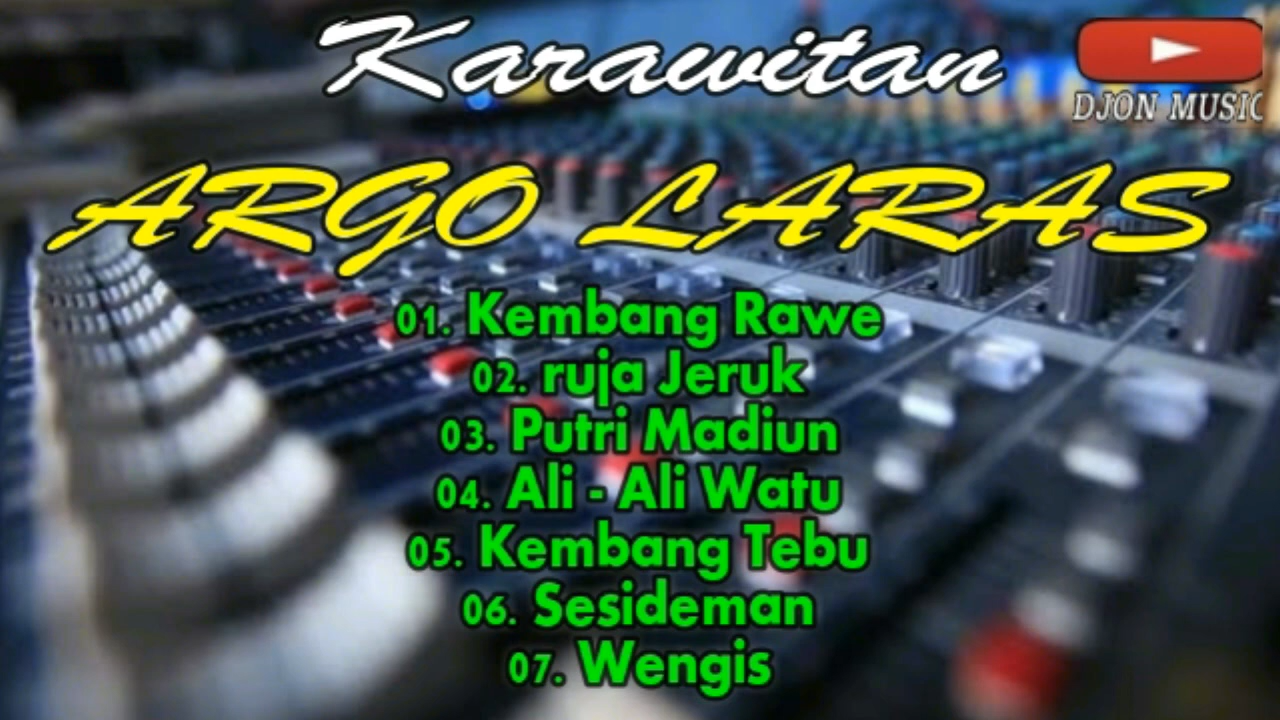 Karawitan
DJON MUSIC
ARGO LARAS
01. Kembang Rawe
02. ruja Jeruk
03. Putri Madiun
04. Ali - Ali Watu
05. Kembang Tebu
06. Sesideman
07. Wengis